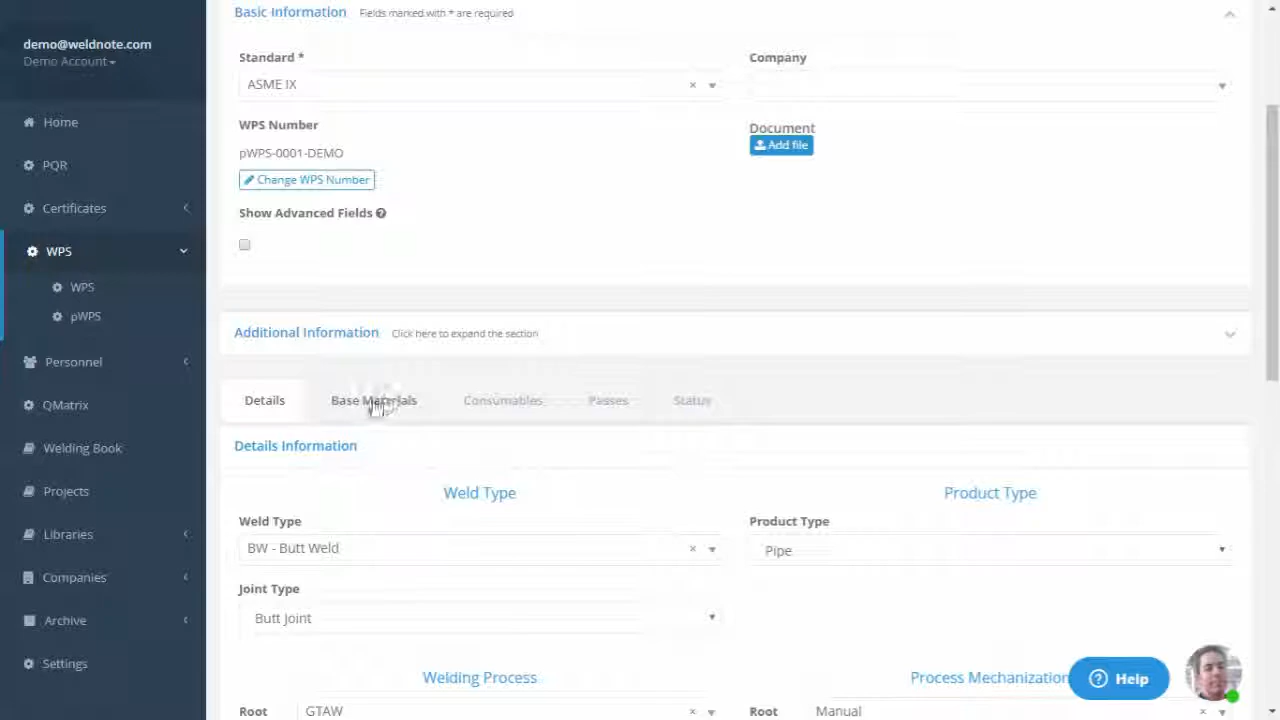 demo@weldnote.com
Demo Account
Home
PQR
Certificates
WPS
WPS
pWPS
Personnel
QMatrix
Welding Book
Projects
Libraries
Companies
Archive
Settings
Basic Information Fields marked with * are required
Standard * Company
× ASME IX
WPS Number Document
pWPS-0001-DEMO Add file
Change WPS Number
Show Advanced Fields
Additional Information Click here to expand the section
Details Base Materials Consumables Passes Status
Details Information
Weld Type Product Type
Weld Type Product Type
BW - Butt Weld × Pipe
Joint Type
Butt Joint
Welding Process Process Mechanization
Root GTAW × Root Manual ×
Help